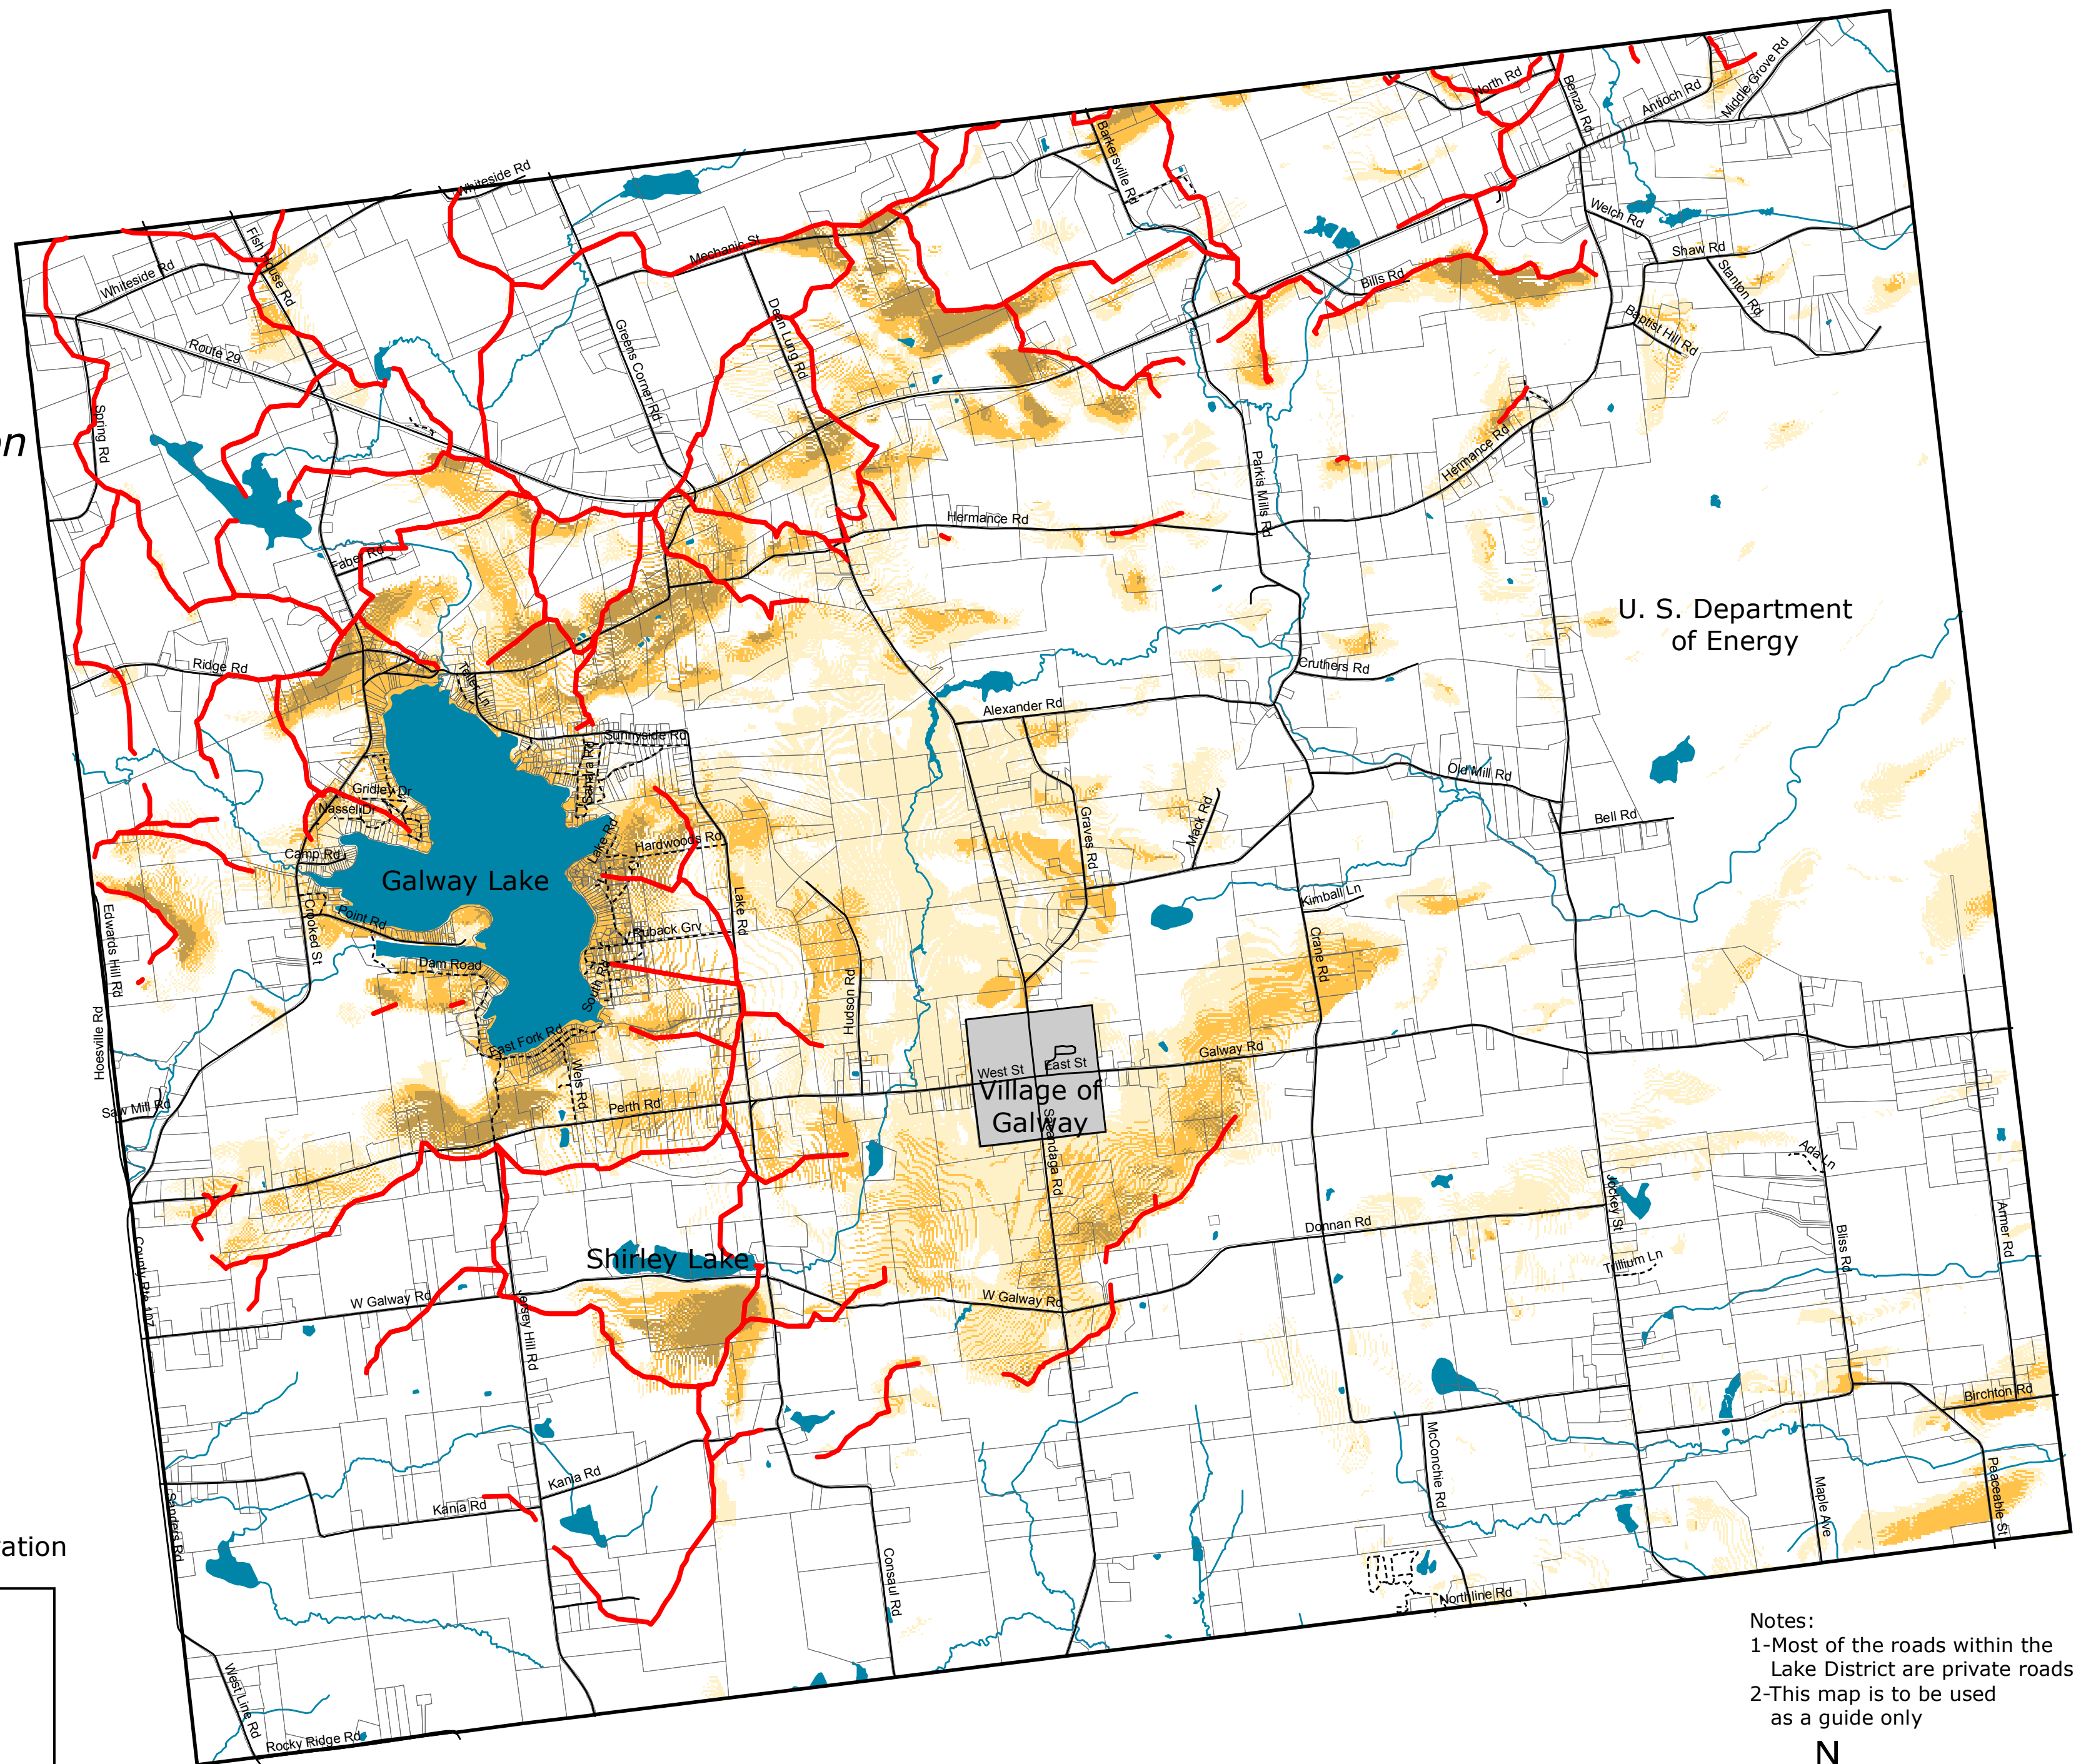 North Rd
Benzal Rd
Antioch Rd
Middle Grove Rd
Barkersville Rd
Whiteside Rd
Fish House Rd
Whiteside Rd
Mechanic St
Welch Rd
Shaw Rd
Stanton Rd
Bills Rd
Baptist Hill Rd
Route 29
Greens Corner Rd
Dean Lung Rd
Spring Rd
Parkis Mills Rd
Hermance Rd
Hermance Rd
Faber Rd
U. S. Department
of Energy
Ridge Rd
Teller Ln
Cruthers Rd
Alexander Rd
Sunnyside Rd
Old Mill Rd
Gridley Dr
Nassel Dr
Bell Rd
Graves Rd
Mack Rd
Lake Rd
Hardwoods Rd
Camp Rd
Galway Lake
Kimball Ln
Edwards Hill Rd
Crooked St
Point Rd
Lake Rd
Ruback Grv
Crane Rd
Dam Road
South Rd
Hudson Rd
Hoesville Rd
East Fork Rd
Weis Rd
West St
East St
Galway Rd
Village of
Galway
Saw Mill Rd
Perth Rd
Sacandaga Rd
Ada Ln
Jockey St
Donnan Rd
Armer Rd
Bliss Rd
County Rte 107
Shirley Lake
Trillium Ln
W Galway Rd
W Galway Rd
Jersey Hill Rd
Birchton Rd
McConchie Rd
Kania Rd
Kania Rd
Maple Ave
Peaceable St
Sanders Rd
Consaul Rd
Northline Rd
West Line Rd
Rocky Ridge Rd
Notes:
1-Most of the roads within the
Lake District are private roads
2-This map is to be used
as a guide only
N